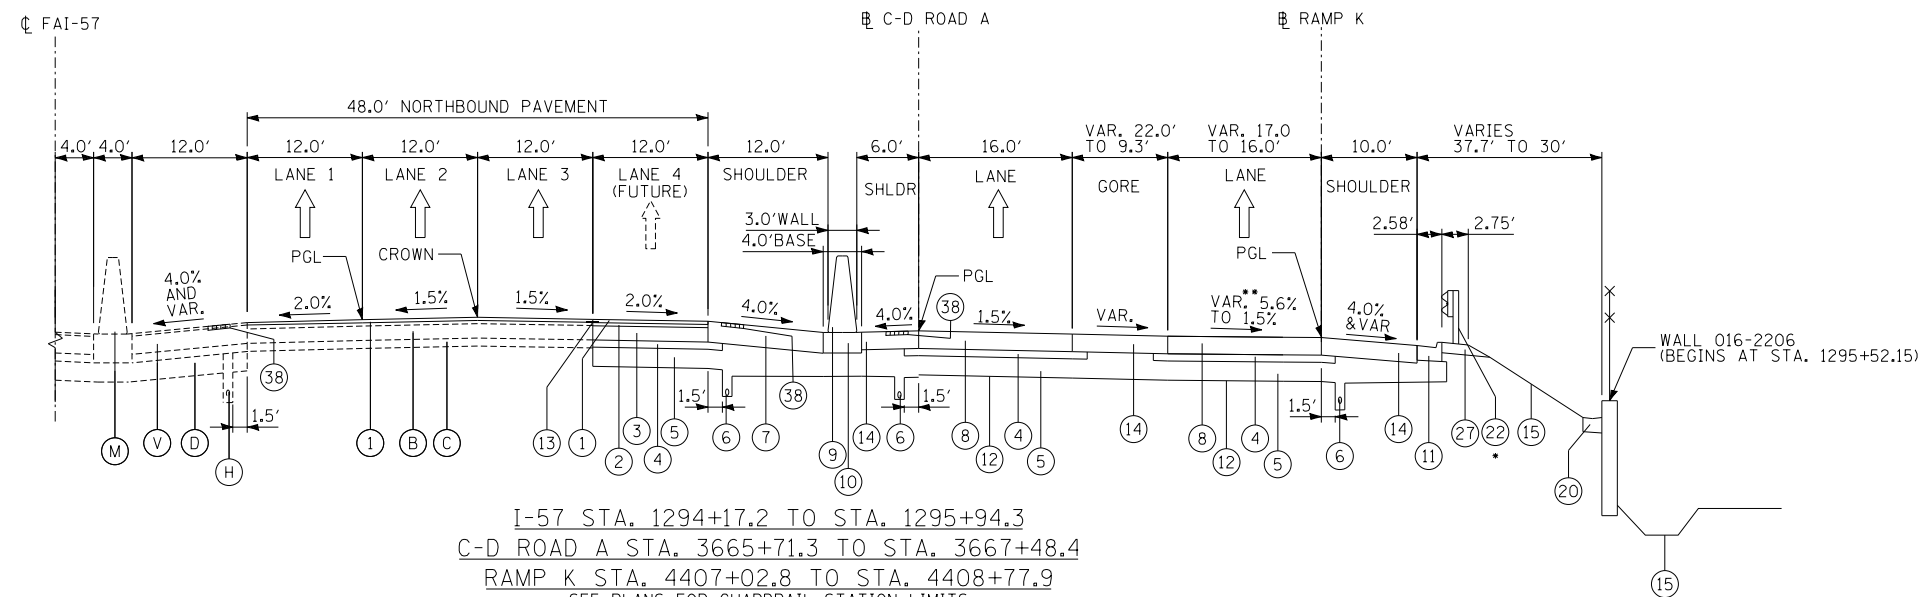 ℄ FAI-57
℄ C-D ROAD A
℄ RAMP K
48.0' NORTHBOUND PAVEMENT
4.0' 4.0' 12.0' 12.0' 12.0' 12.0' 12.0' 12.0' 6.0' 16.0'
VAR. 22.0'
TO 9.3'
VAR. 17.0
TO 16.0'
10.0'
VARIES
37.7' TO 30'
LANE 1
LANE 2
LANE 3
LANE 4
(FUTURE)
SHOULDER
SHLDR
LANE
GORE
LANE
SHOULDER
3.0'WALL
4.0'BASE
2.58'
2.75'
PGL
CROWN
PGL
PGL
4.0%
AND
VAR.
2.0%
1.5%
1.5%
2.0%
4.0%
4.0%
38
1.5%
VAR.
VAR.** 5.6%
TO 1.5%
4.0%
&VAR
WALL 016-2206
(BEGINS AT STA. 1295+52.15)
38
38
1.5'
1.5'
1.5'
1.5'
M V D H 1 B C 13 1 2 3 4 5 6 7 9 10 14 6 8 12 4 5 14 8 12 4 5 6 14 11 27 22 15
*
20
15
I-57 STA. 1294+17.2 TO STA. 1295+94.3
C-D ROAD A STA. 3665+71.3 TO STA. 3667+48.4
RAMP K STA. 4407+02.8 TO STA. 4408+77.9
SEE PLANS FOR GUARDRAIL STATION LIMITS